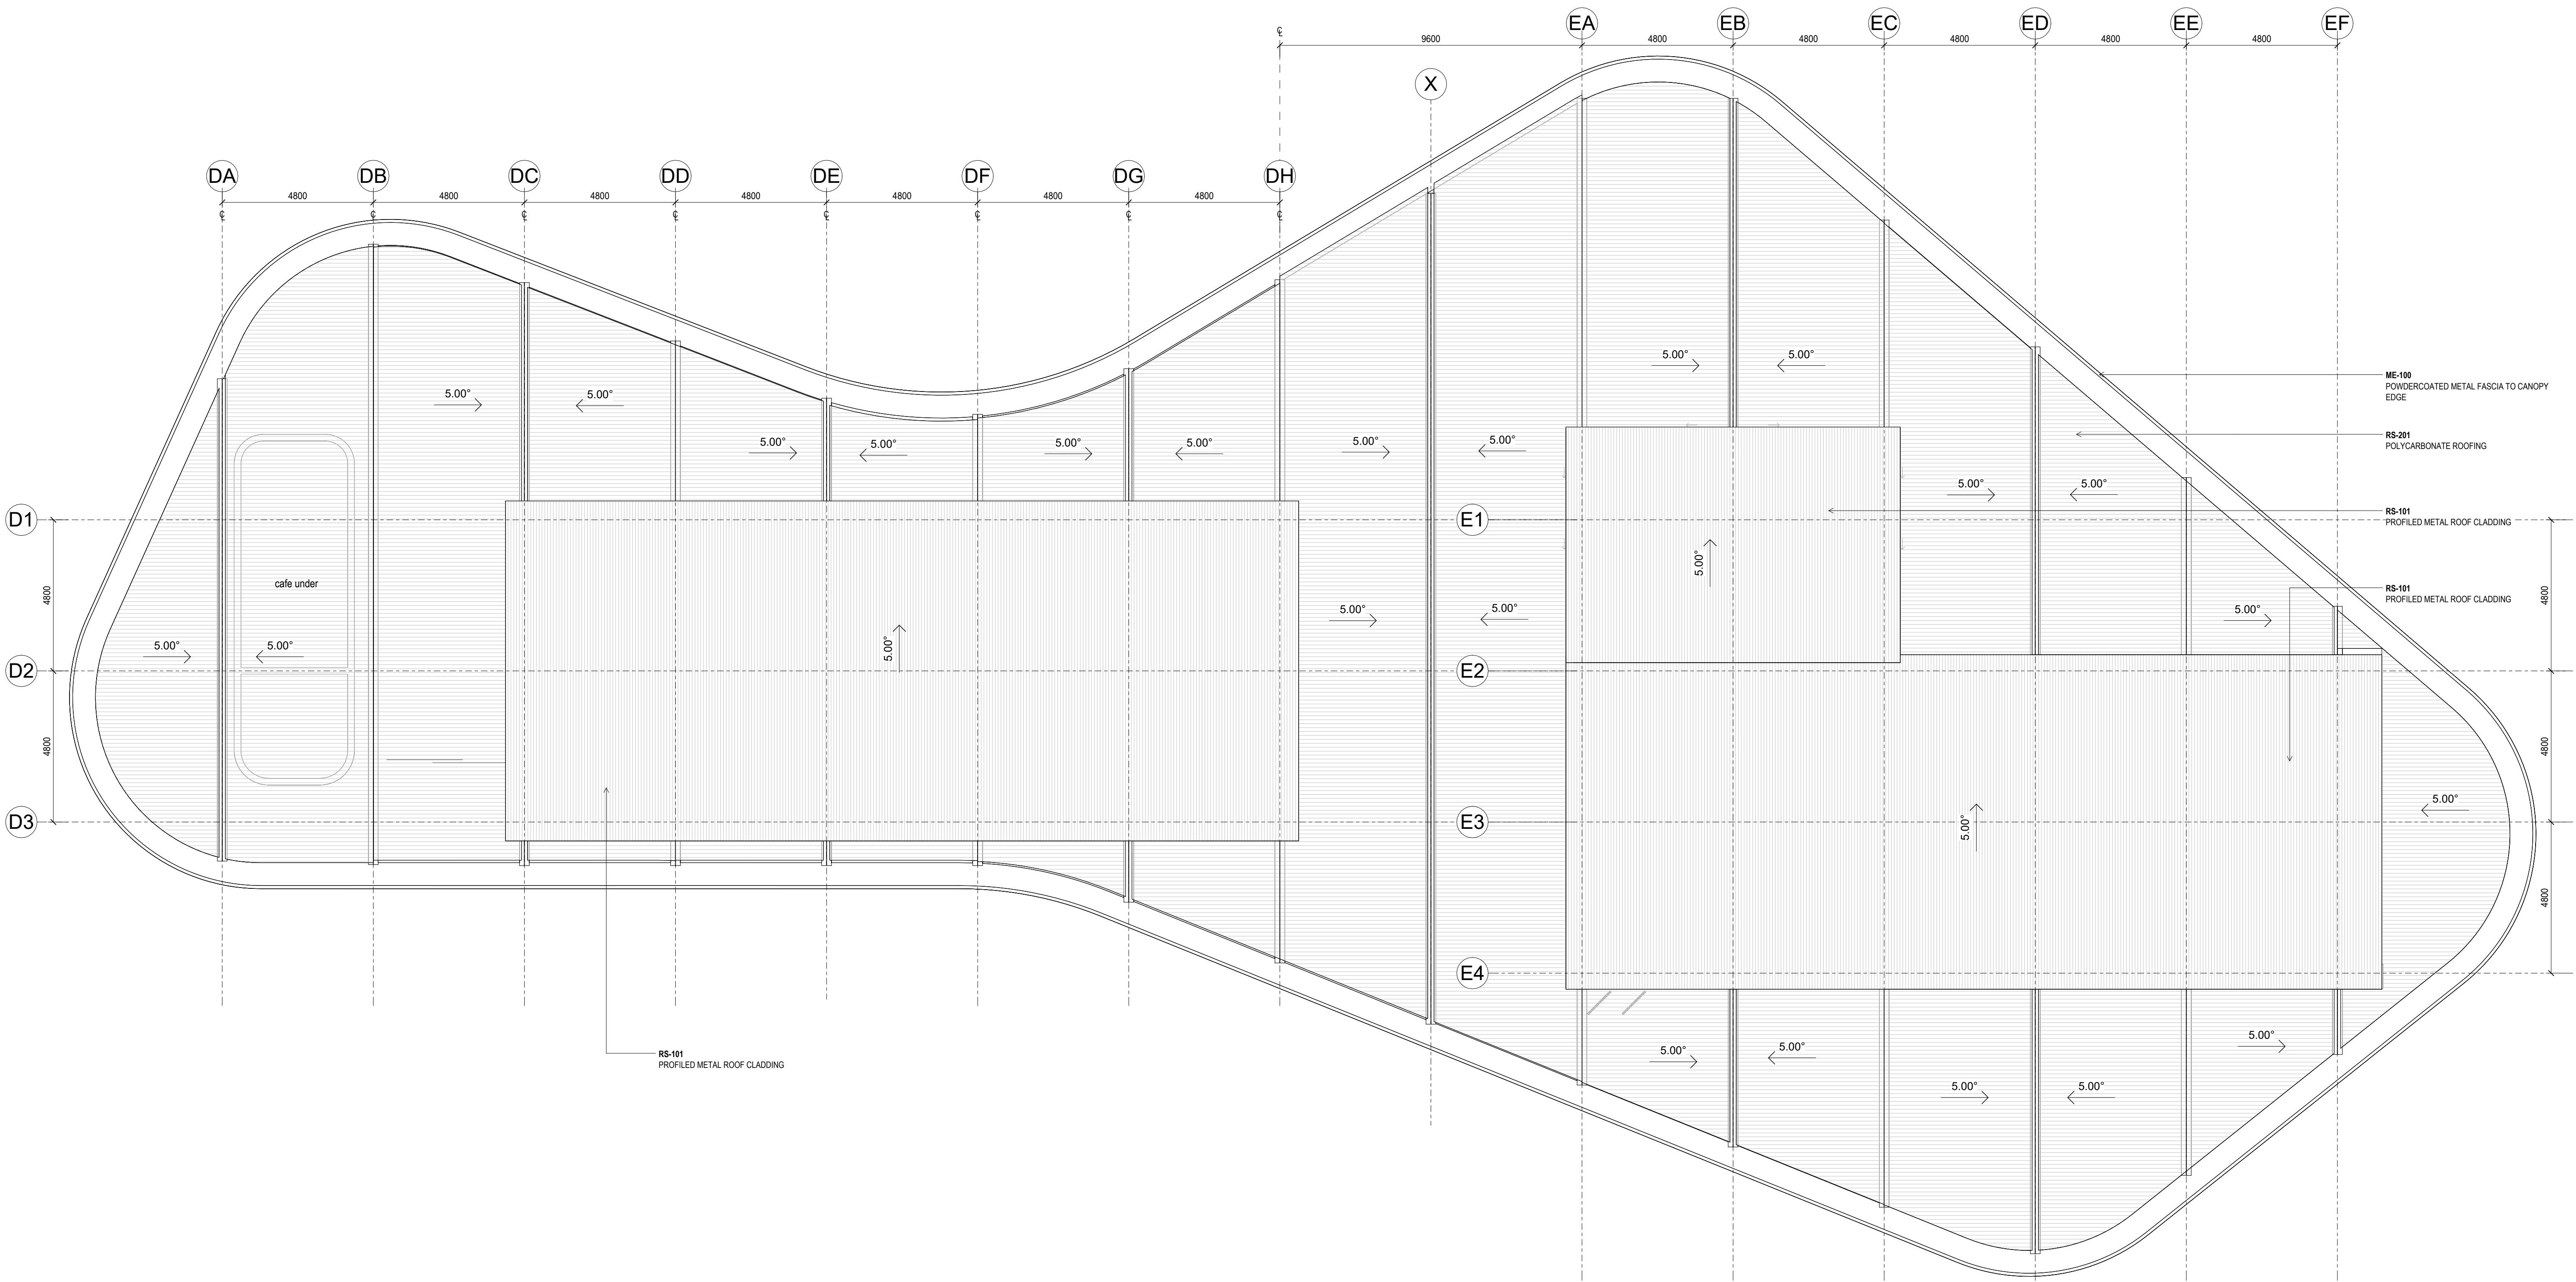 EA EB EC ED EE EF
℄
9600 4800 4800 4800 4800 4800
X
DA DB DC DD DE DF DG DH
4800 4800 4800 4800 4800 4800 4800
℄ ℄ ℄ ℄ ℄ ℄ ℄ ℄
5.00° 5.00°
ME-100
POWDERCOATED METAL FASCIA TO CANOPY
EDGE
5.00° 5.00°
RS-201
POLYCARBONATE ROOFING
5.00° 5.00° 5.00° 5.00° 5.00° 5.00°
5.00° 5.00°
RS-101
PROFILED METAL ROOF CLADDING
D1 E1
5.00°
cafe under
4800 4800
RS-101
PROFILED METAL ROOF CLADDING
5.00° 5.00° 5.00°
5.00° 5.00° 5.00°
D2 E2
4800 4800
5.00°
5.00°
D3 E3
4800
E4
5.00°
5.00° 5.00°
RS-101
PROFILED METAL ROOF CLADDING
5.00° 5.00°